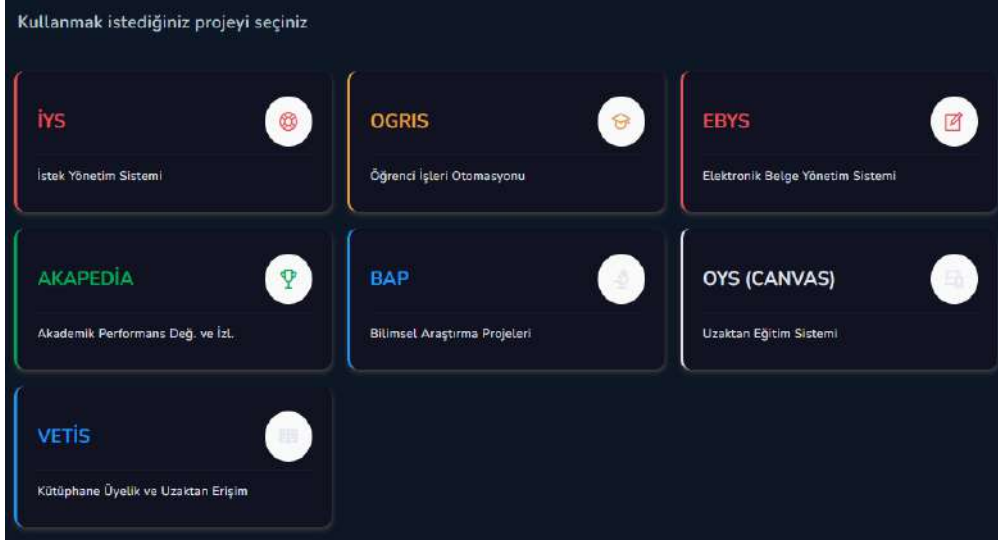 Kullanmak istediğiniz projeyi seçiniz
İYS
İstek Yönetim Sistemi
OGRIS
Öğrenci İşleri Otomasyonu
EBYS
Elektronik Belge Yönetim Sistemi
AKAPEDİA
Akademik Performans Değ. ve İzl.
BAP
Bilimsel Araştırma Projeleri
OYS (CANVAS)
Uzaktan Eğitim Sistemi
VETİS
Kütüphane Üyelik ve Uzaktan Erişim